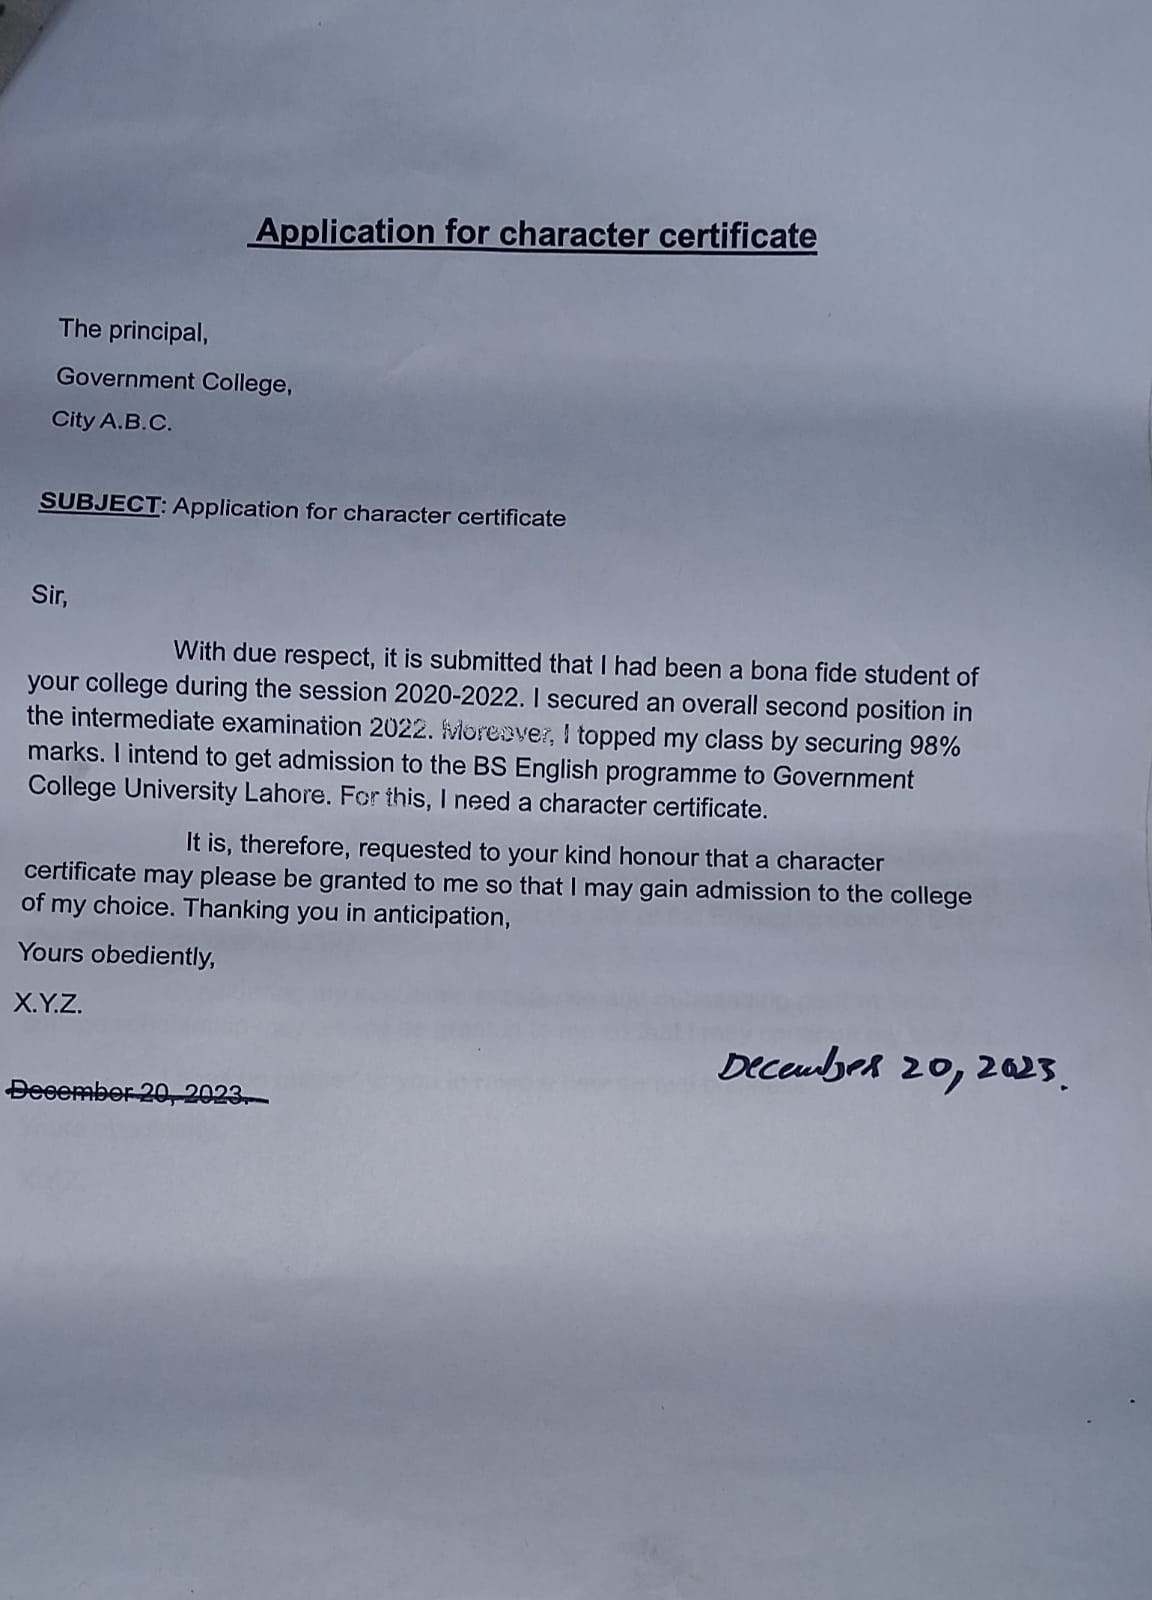 Application for character certificate
The principal,
Government College,
City A.B.C.
SUBJECT: Application for character certificate
Sir,
With due respect, it is submitted that I had been a bona fide student of
your college during the session 2020-2022. I secured an overall second position in
the intermediate examination 2022. Moreover, I topped my class by securing 98%
marks. I intend to get admission to the BS English programme to Government
College University Lahore. For this, I need a character certificate.
It is, therefore, requested to your kind honour that a character
certificate may please be granted to me so that I may gain admission to the college
of my choice. Thanking you in anticipation,
Yours obediently,
X.Y.Z.
December 20, 2023.
December 20, 2023.